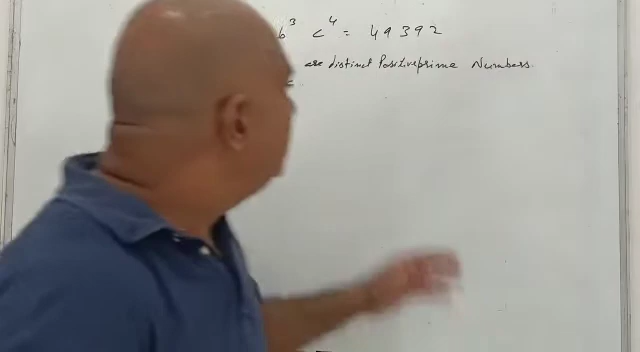 b³ c⁴ = 49392
are distinct Positive prime Numbers.